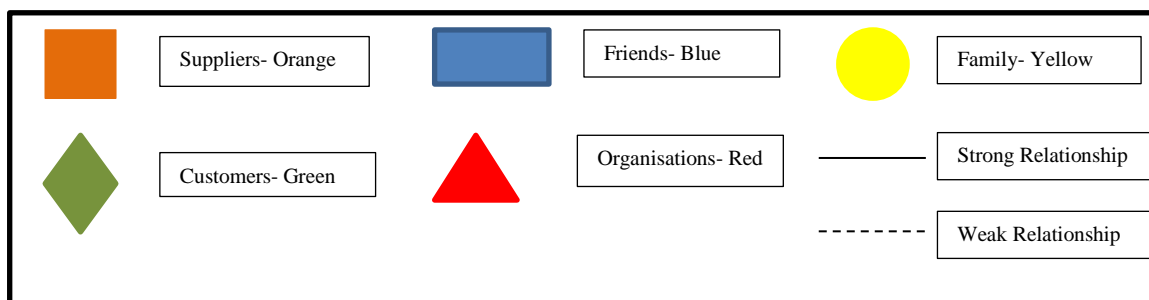 Suppliers- Orange
Friends- Blue
Family- Yellow
Customers- Green
Organisations- Red
Strong Relationship
Weak Relationship